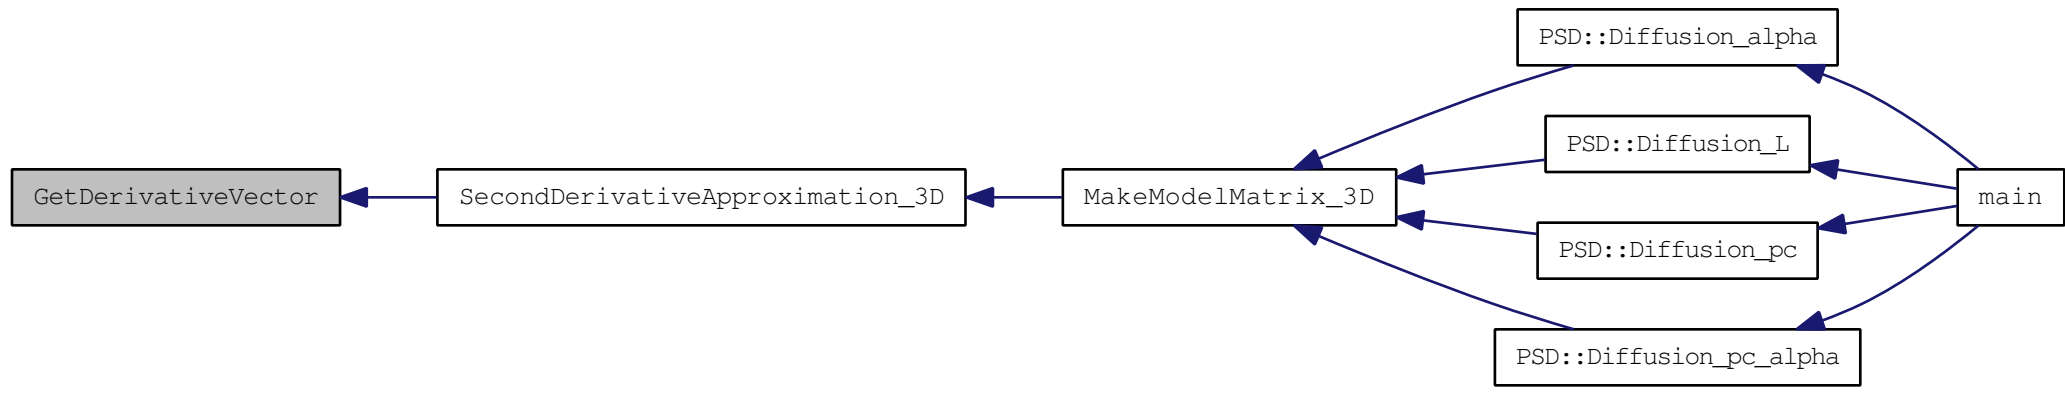 GetDerivativeVector
SecondDerivativeApproximation_3D
MakeModelMatrix_3D
PSD::Diffusion_alpha
PSD::Diffusion_L
PSD::Diffusion_pc
PSD::Diffusion_pc_alpha
main